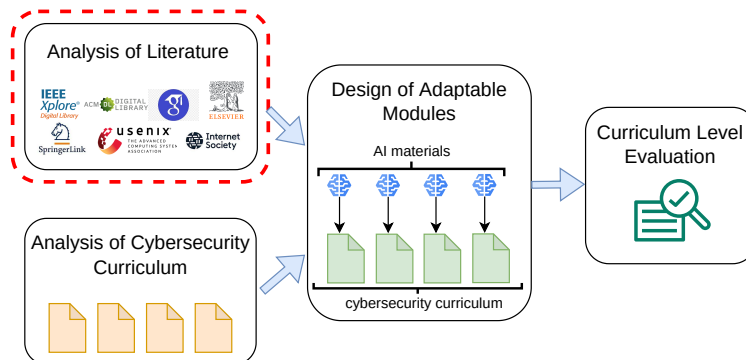 Analysis of Literature
IEEE
Xplore®
Digital Library
ACM DL DIGITAL
LIBRARY
g
ELSEVIER
SpringerLink
usenix
THE ADVANCED
COMPUTING SYSTEMS
ASSOCIATION
Internet
Society
Analysis of Cybersecurity
Curriculum
Design of Adaptable
Modules
AI materials
cybersecurity curriculum
Curriculum Level
Evaluation